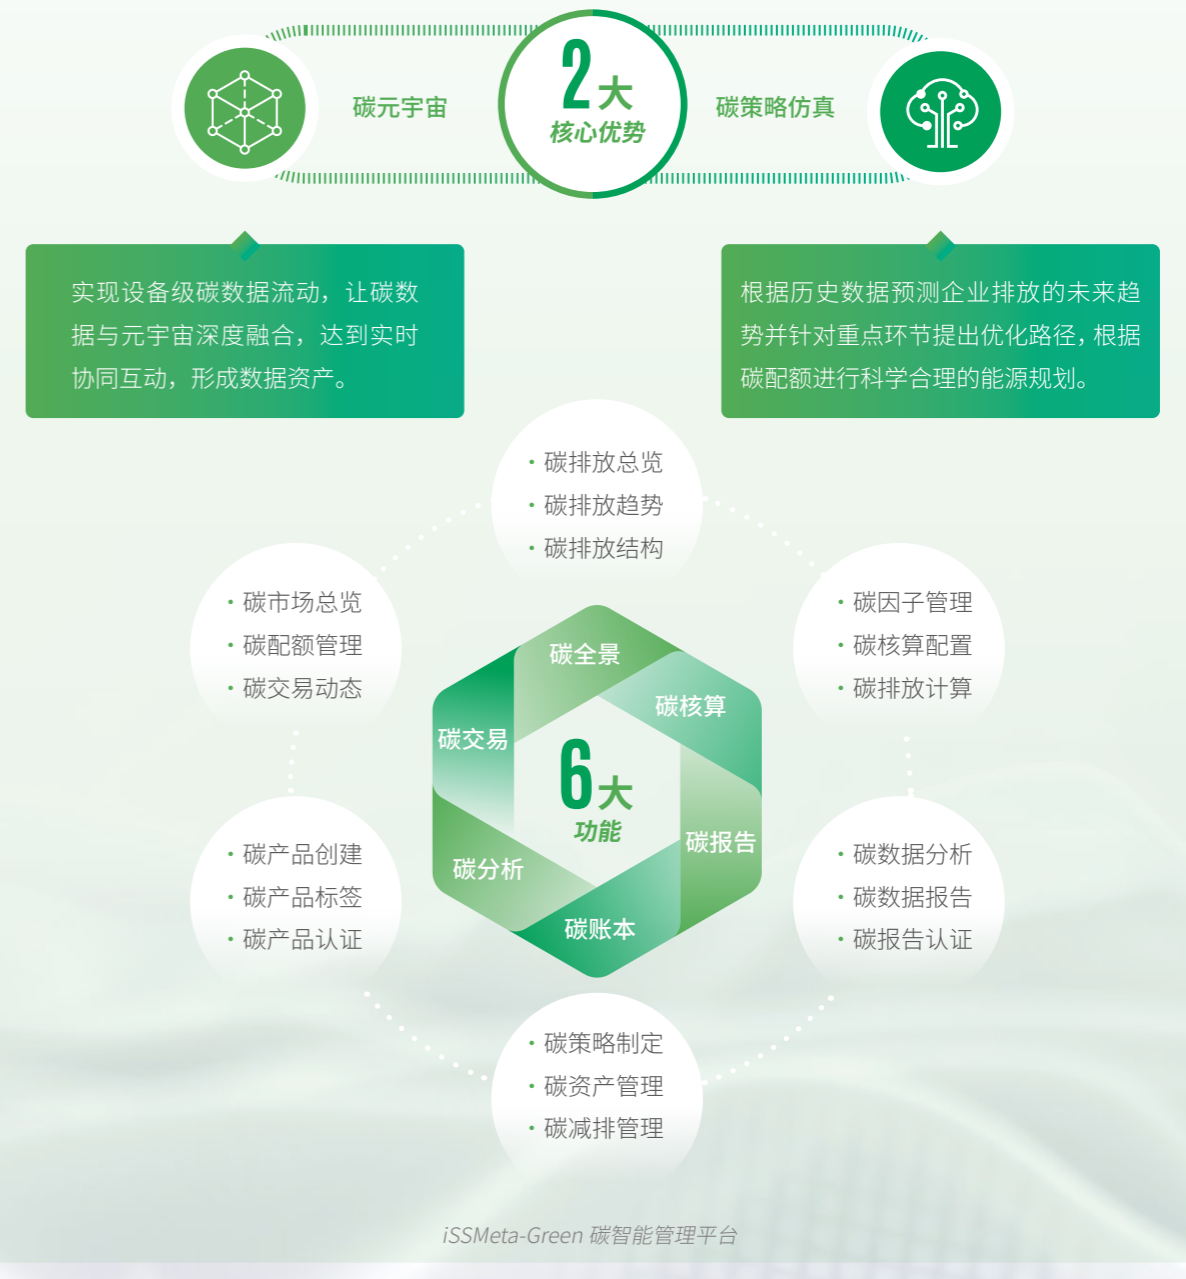 碳元宇宙
2大
核心优势
碳策略仿真
实现设备级碳数据流动，让碳数
据与元宇宙深度融合，达到实时
协同互动，形成数据资产。
根据历史数据预测企业排放的未来趋
势并针对重点环节提出优化路径，根据
碳配额进行科学合理的能源规划。
·碳排放总览
·碳排放趋势
·碳排放结构
·碳市场总览
·碳配额管理
·碳交易动态
·碳因子管理
·碳核算配置
·碳排放计算
碳全景
碳核算
碳交易
6大
功能
碳报告
碳分析
碳账本
·碳产品创建
·碳产品标签
·碳产品认证
·碳数据分析
·碳数据报告
·碳报告认证
·碳策略制定
·碳资产管理
·碳减排管理
iSSMeta-Green 碳智能管理平台